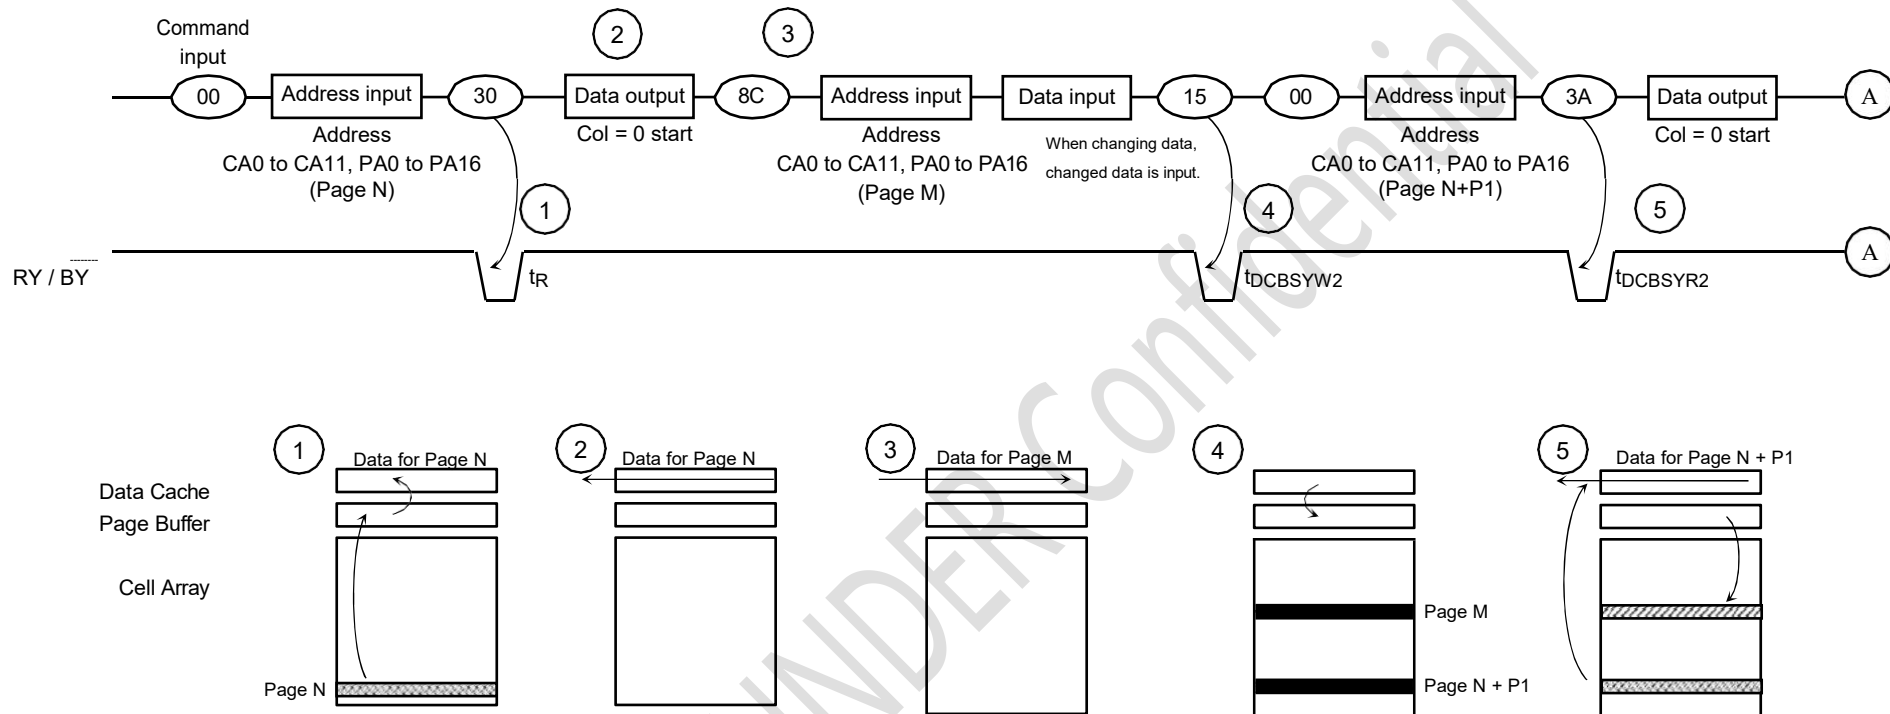 Command
input
2
3
00
Address input
30
Data output
8C
Address input
Data input
15
00
Address input
3A
Data output
A
Address
CA0 to CA11, PA0 to PA16
(Page N)
Col = 0 start
Address
CA0 to CA11, PA0 to PA16
(Page M)
When changing data,
changed data is input.
Address
CA0 to CA11, PA0 to PA16
(Page N+P1)
Col = 0 start
1
4
5
RY / BY
tR
tDCBSYW2
tDCBSYR2
A
1
Data for Page N
2
Data for Page N
3
Data for Page M
4
5
Data for Page N + P1
Data Cache
Page Buffer
Cell Array
Page N
Page M
Page N + P1
UNDER Confidential